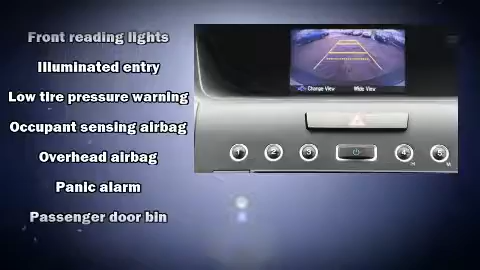 Front reading lights
Illuminated entry
Low tire pressure warning
Occupant sensing airbag
Overhead airbag
Panic alarm
Passenger door bin
Change View
Wide View
1
2
3
4
5